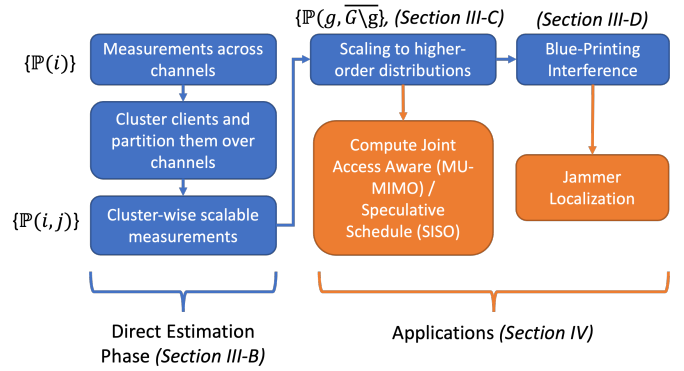 {ℙ(i)}
Measurements across
channels
Cluster clients and
partition them over
channels
{ℙ(i, j)}
Cluster-wise scalable
measurements
Direct Estimation
Phase (Section III-B)
{ℙ(g, \overline{G\g}}, (Section III-C)
Scaling to higher-
order distributions
Compute Joint
Access Aware (MU-
MIMO) /
Speculative
Schedule (SISO)
(Section III-D)
Blue-Printing
Interference
Jammer
Localization
Applications (Section IV)